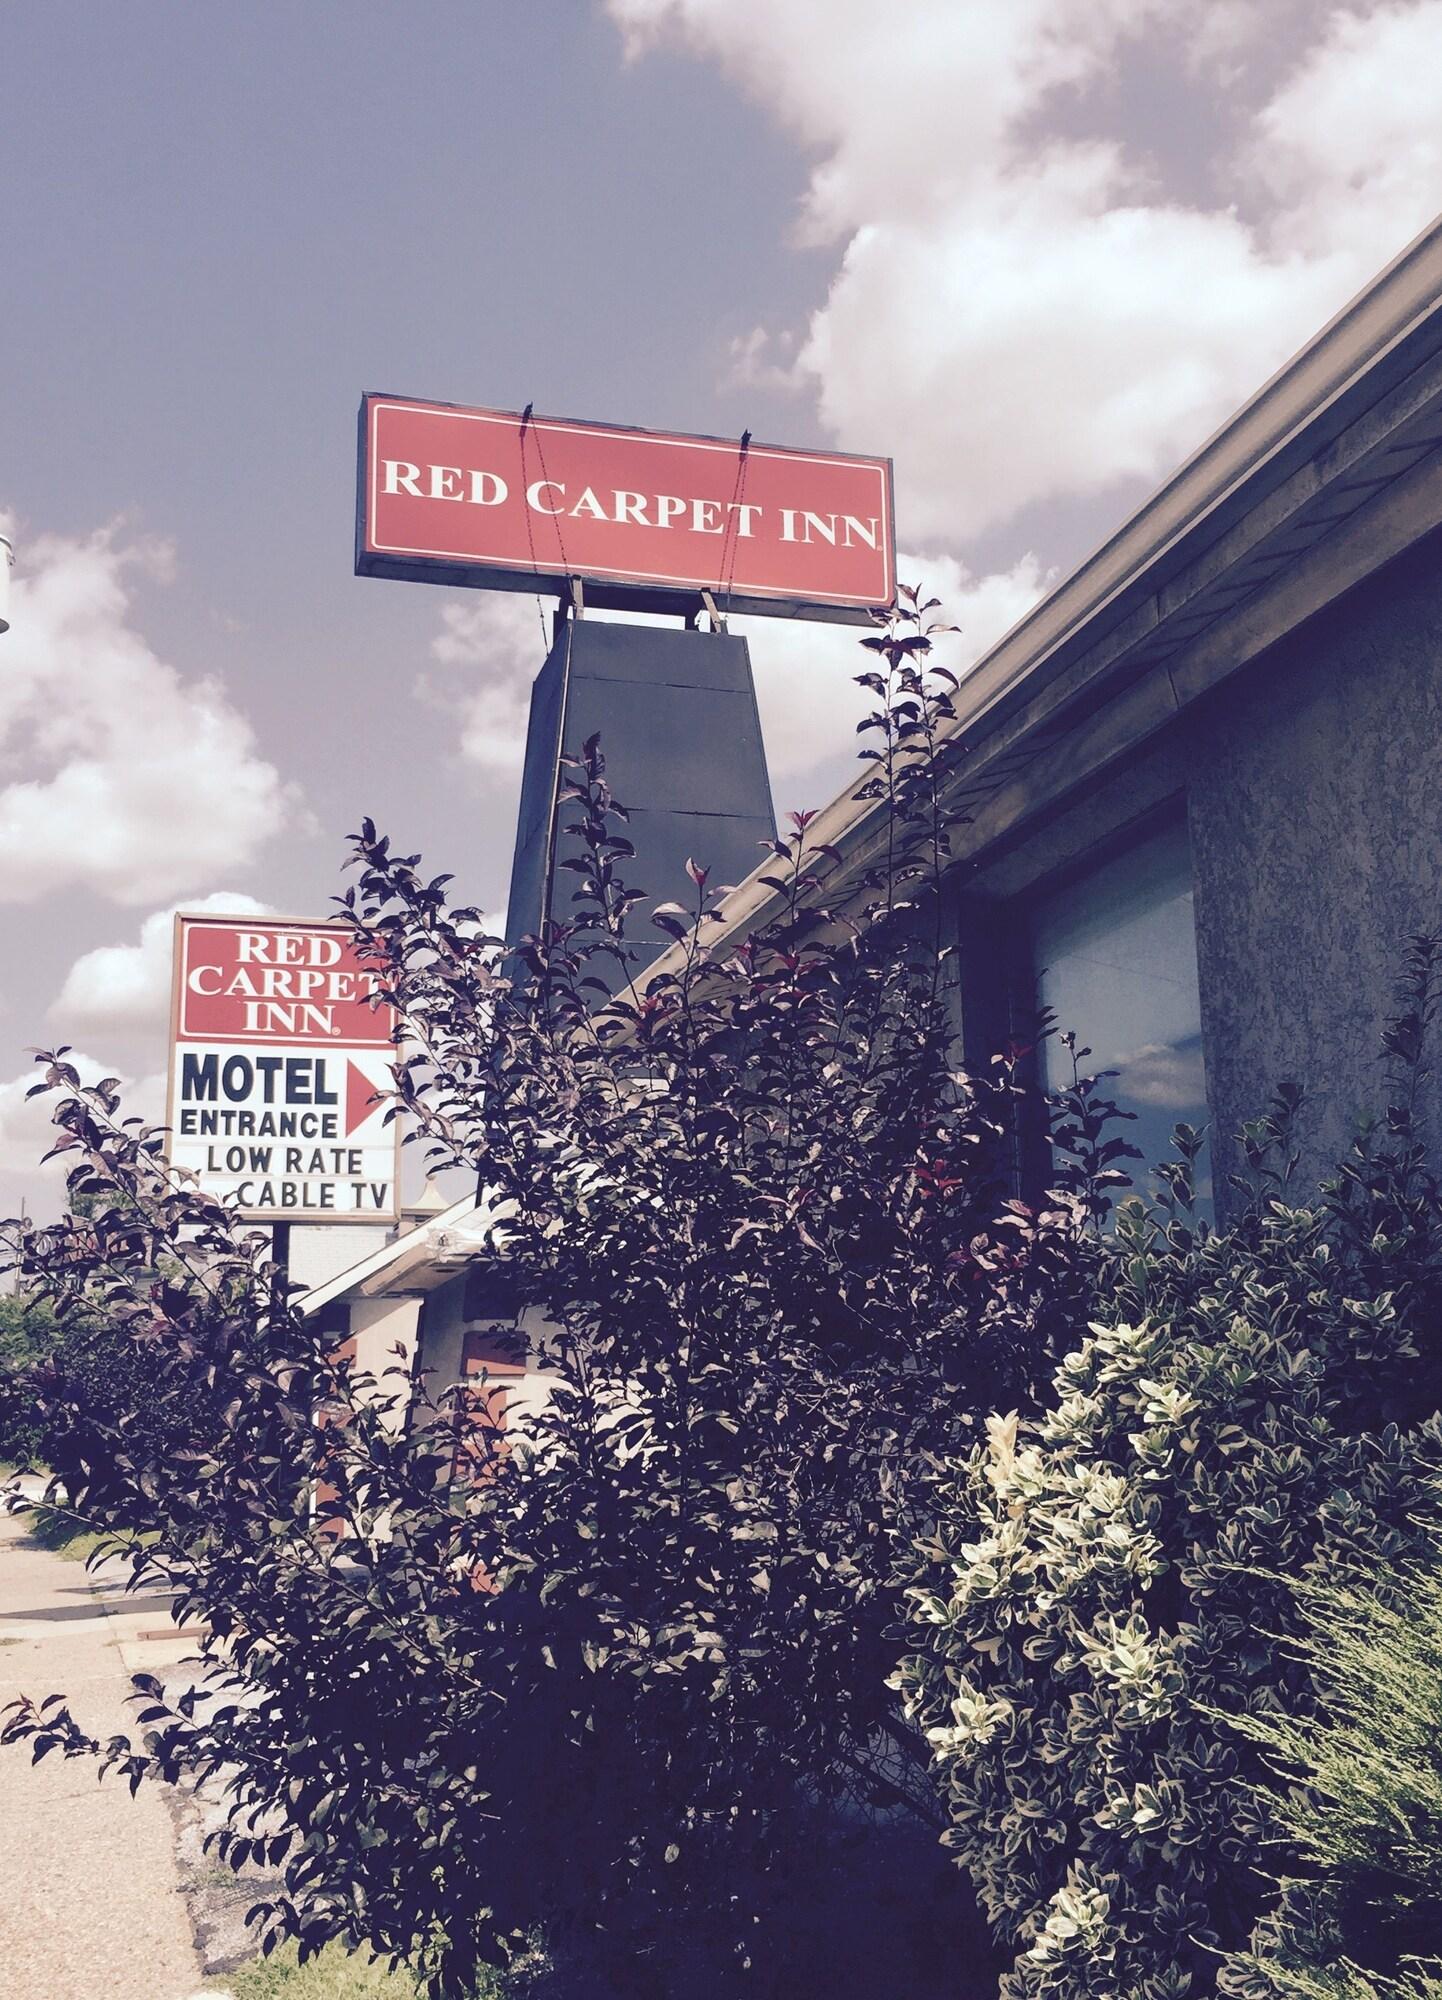 RED CARPET INN
RED
CARPET
INN
MOTEL
ENTRANCE
LOW RATE
CABLE TV